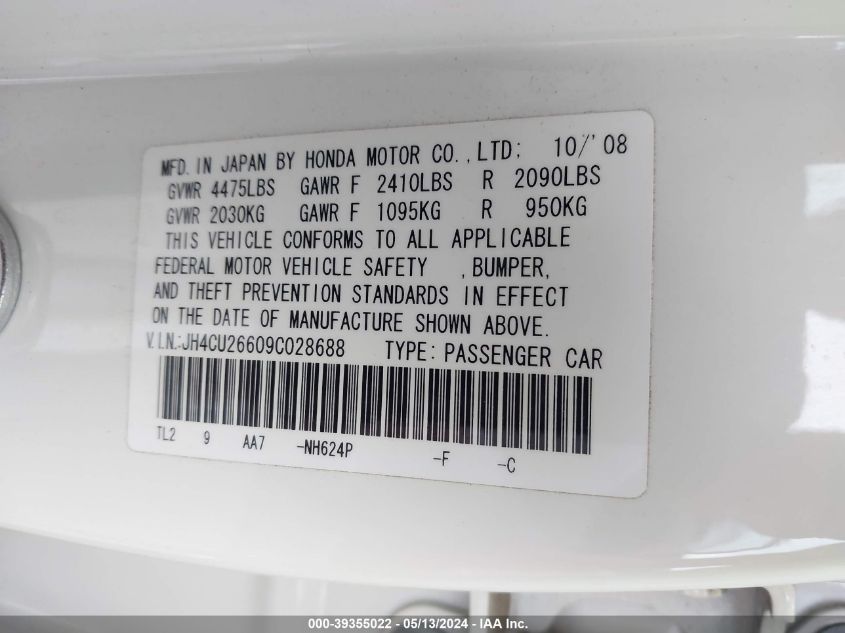 MFD. IN JAPAN BY HONDA MOTOR CO., LTD; 10/'08
GVWR 4475LBS GAWR F 2410LBS R 2090LBS
GVWR 2030KG GAWR F 1095KG R 950KG
THIS VEHICLE CONFORMS TO ALL APPLICABLE
FEDERAL MOTOR VEHICLE SAFETY , BUMPER,
AND THEFT PREVENTION STANDARDS IN EFFECT
ON THE DATE OF MANUFACTURE SHOWN ABOVE.
V.I.N.:JH4CU26609C028688 TYPE: PASSENGER CAR
TL2 9 AA7 -NH624P -F -C
000-39355022 - 05/13/2024 - IAA Inc.